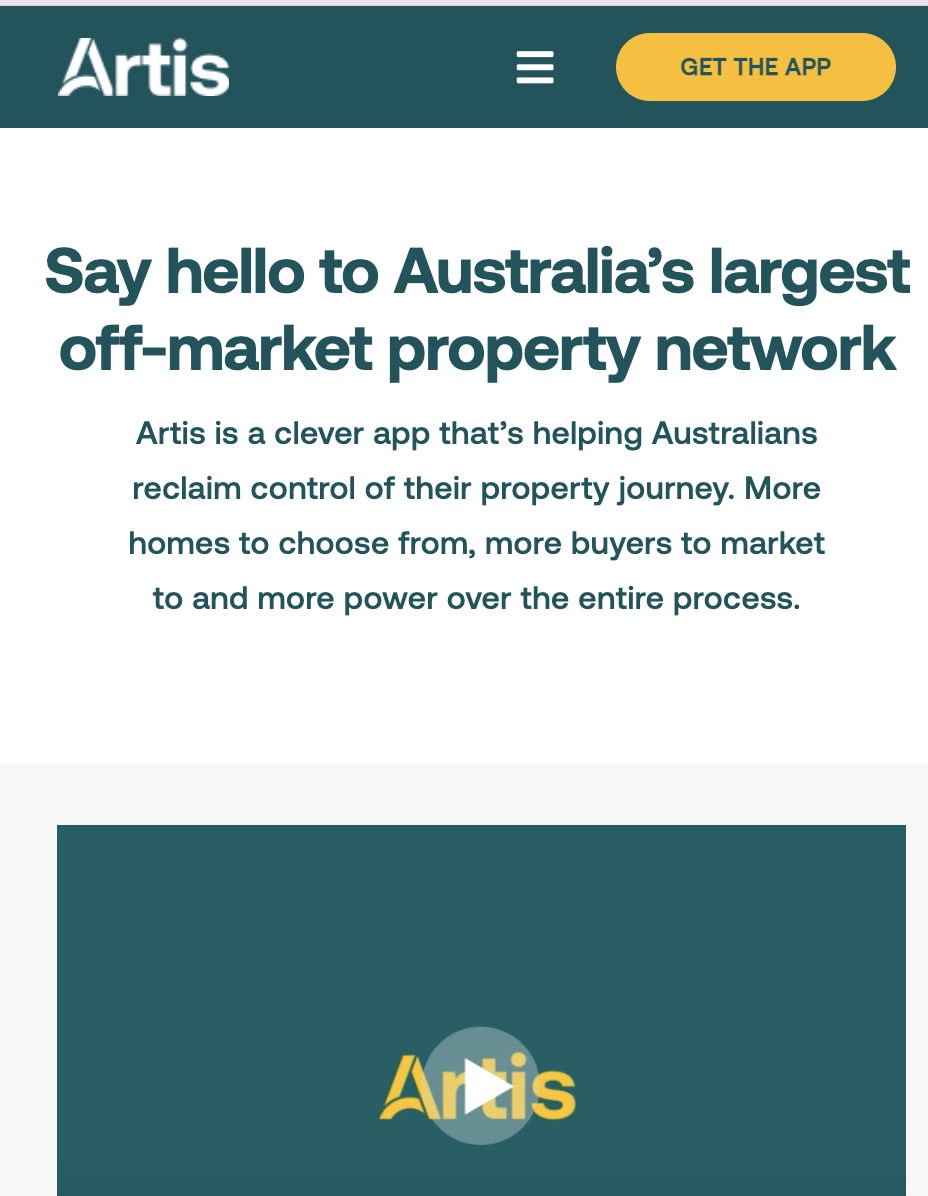 Artis
GET THE APP
Say hello to Australia’s largest
off-market property network
Artis is a clever app that’s helping Australians
reclaim control of their property journey. More
homes to choose from, more buyers to market
to and more power over the entire process.
Artis